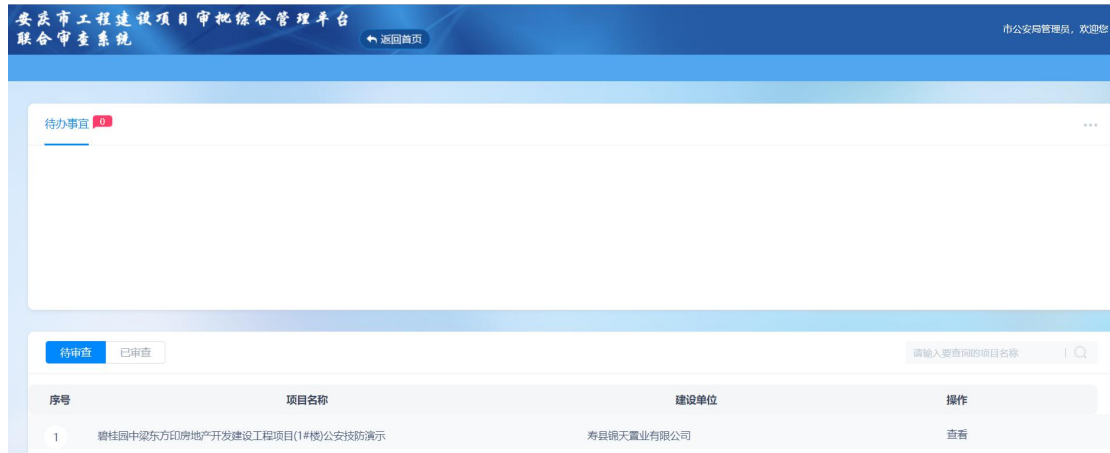 安庆市工程建设项目审批综合管理平台
联合审查系统
返回首页
市公安局管理员，欢迎您
待办事宜 0
待审查 已审查
请输入要查询的项目名称
序号 项目名称 建设单位 操作
1 碧桂园中梁东方印房地产开发建设工程项目(1#楼)公安技防演示 寿县锦天置业有限公司 查看